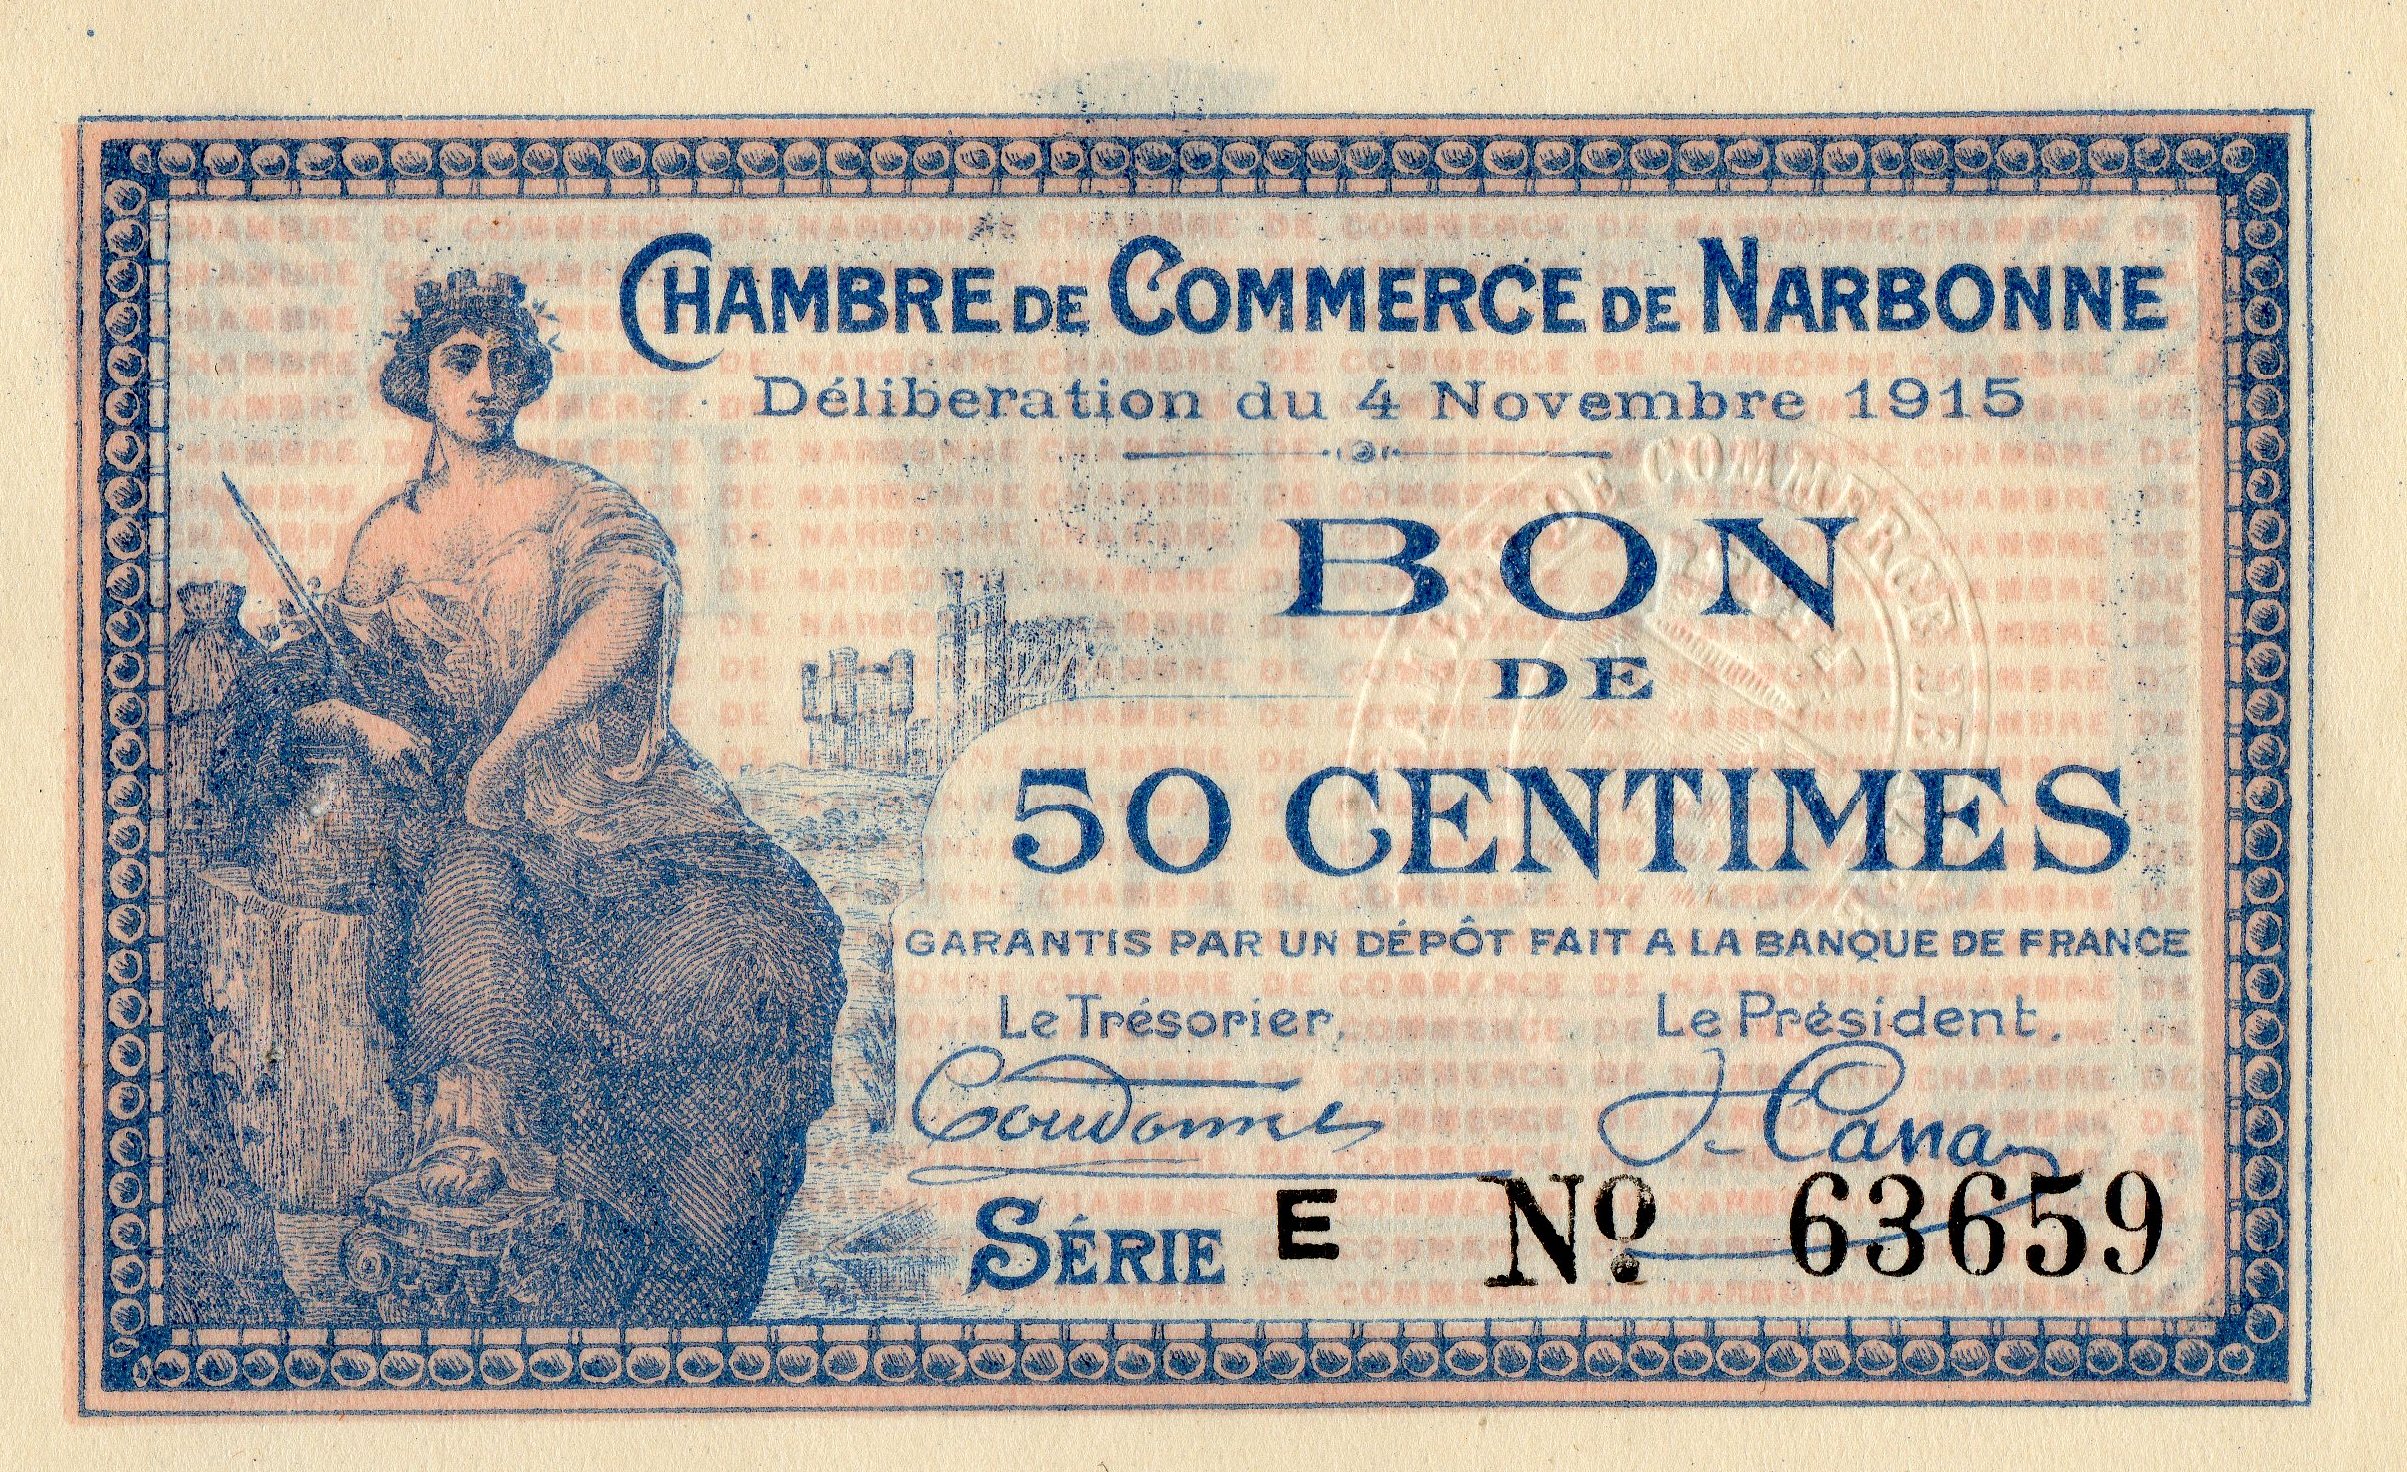 CHAMBRE DE COMMERCE DE NARBONNE
Déliberation du 4 Novembre 1915
BON
DE
50 CENTIMES
GARANTIS PAR UN DÉPÔT FAIT A LA BANQUE DE FRANCE
Le Trésorier, Le Président.
SÉRIE E Nº 63659